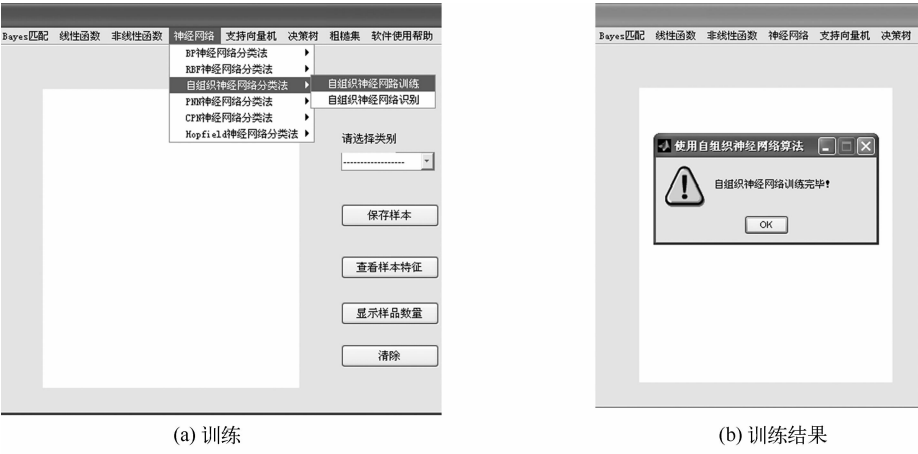 Bayes匹配 线性函数 非线性函数 神经网络 支持向量机 决策树 粗糙集 软件使用帮助
BP神经网络分类法
RBF神经网络分类法
自组织神经网络分类法
PNN神经网络分类法
CPN神经网络分类法
Hopfield神经网络分类法
自组织神经网路训练
自组织神经网络识别
请选择类别
-----------------
保存样本
查看样本特征
显示样品数量
清除
(a) 训练
Bayes匹配 线性函数 非线性函数 神经网络 支持向量机 决策树
使用自组织神经网络算法
自组织神经网络训练完毕!
OK
(b) 训练结果